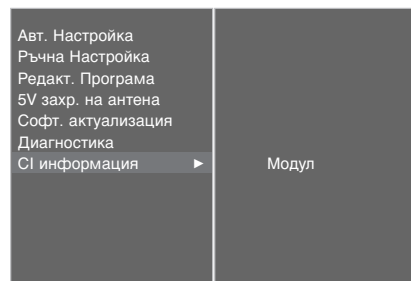 Авт. Настройка
Ръчна Настройка
Редакт. Програма
5V захр. на антена
Софт. актуализация
Диагностика
CI информация ► Модул